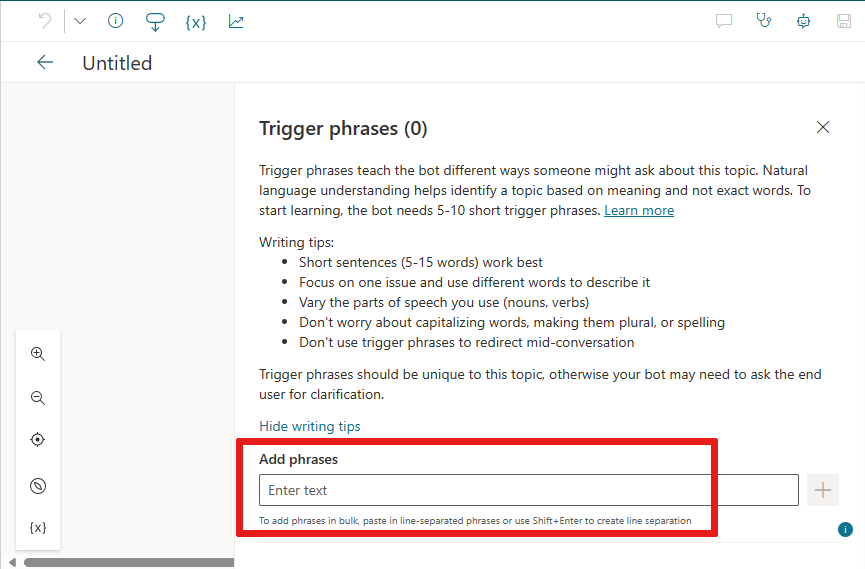 {x}
Untitled
Trigger phrases (0)
Trigger phrases teach the bot different ways someone might ask about this topic. Natural
language understanding helps identify a topic based on meaning and not exact words. To
start learning, the bot needs 5-10 short trigger phrases. Learn more
Writing tips:
• Short sentences (5-15 words) work best
• Focus on one issue and use different words to describe it
• Vary the parts of speech you use (nouns, verbs)
• Don't worry about capitalizing words, making them plural, or spelling
• Don't use trigger phrases to redirect mid-conversation
Trigger phrases should be unique to this topic, otherwise your bot may need to ask the end
user for clarification.
Hide writing tips
Add phrases
Enter text
To add phrases in bulk, paste in line-separated phrases or use Shift+Enter to create line separation
{x}